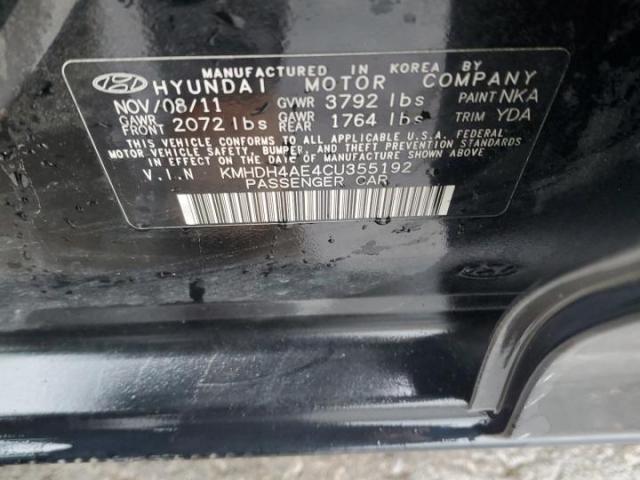 MANUFACTURED IN KOREA BY
HYUNDAI MOTOR COMPANY
NOV/08/11 GVWR 3792 lbs PAINT NKA
GAWR FRONT 2072 lbs GAWR REAR 1764 lbs TRIM YDA
THIS VEHICLE CONFORMS TO ALL APPLICABLE U.S.A. FEDERAL
MOTOR VEHICLE SAFETY, BUMPER, AND THEFT PREVENTION STANDARDS
IN EFFECT ON THE DATE OF MANUFACTURE SHOWN ABOVE.
V.I.N KMHDH4AE4CU355192
PASSENGER CAR